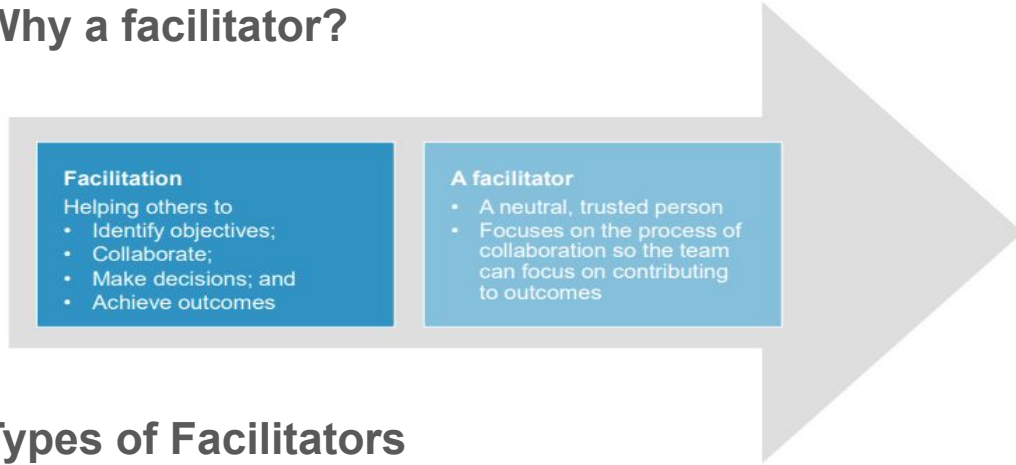 Why a facilitator?
Facilitation
Helping others to
• Identify objectives;
• Collaborate;
• Make decisions; and
• Achieve outcomes
A facilitator
• A neutral, trusted person
• Focuses on the process of
collaboration so the team
can focus on contributing
to outcomes
Types of Facilitators